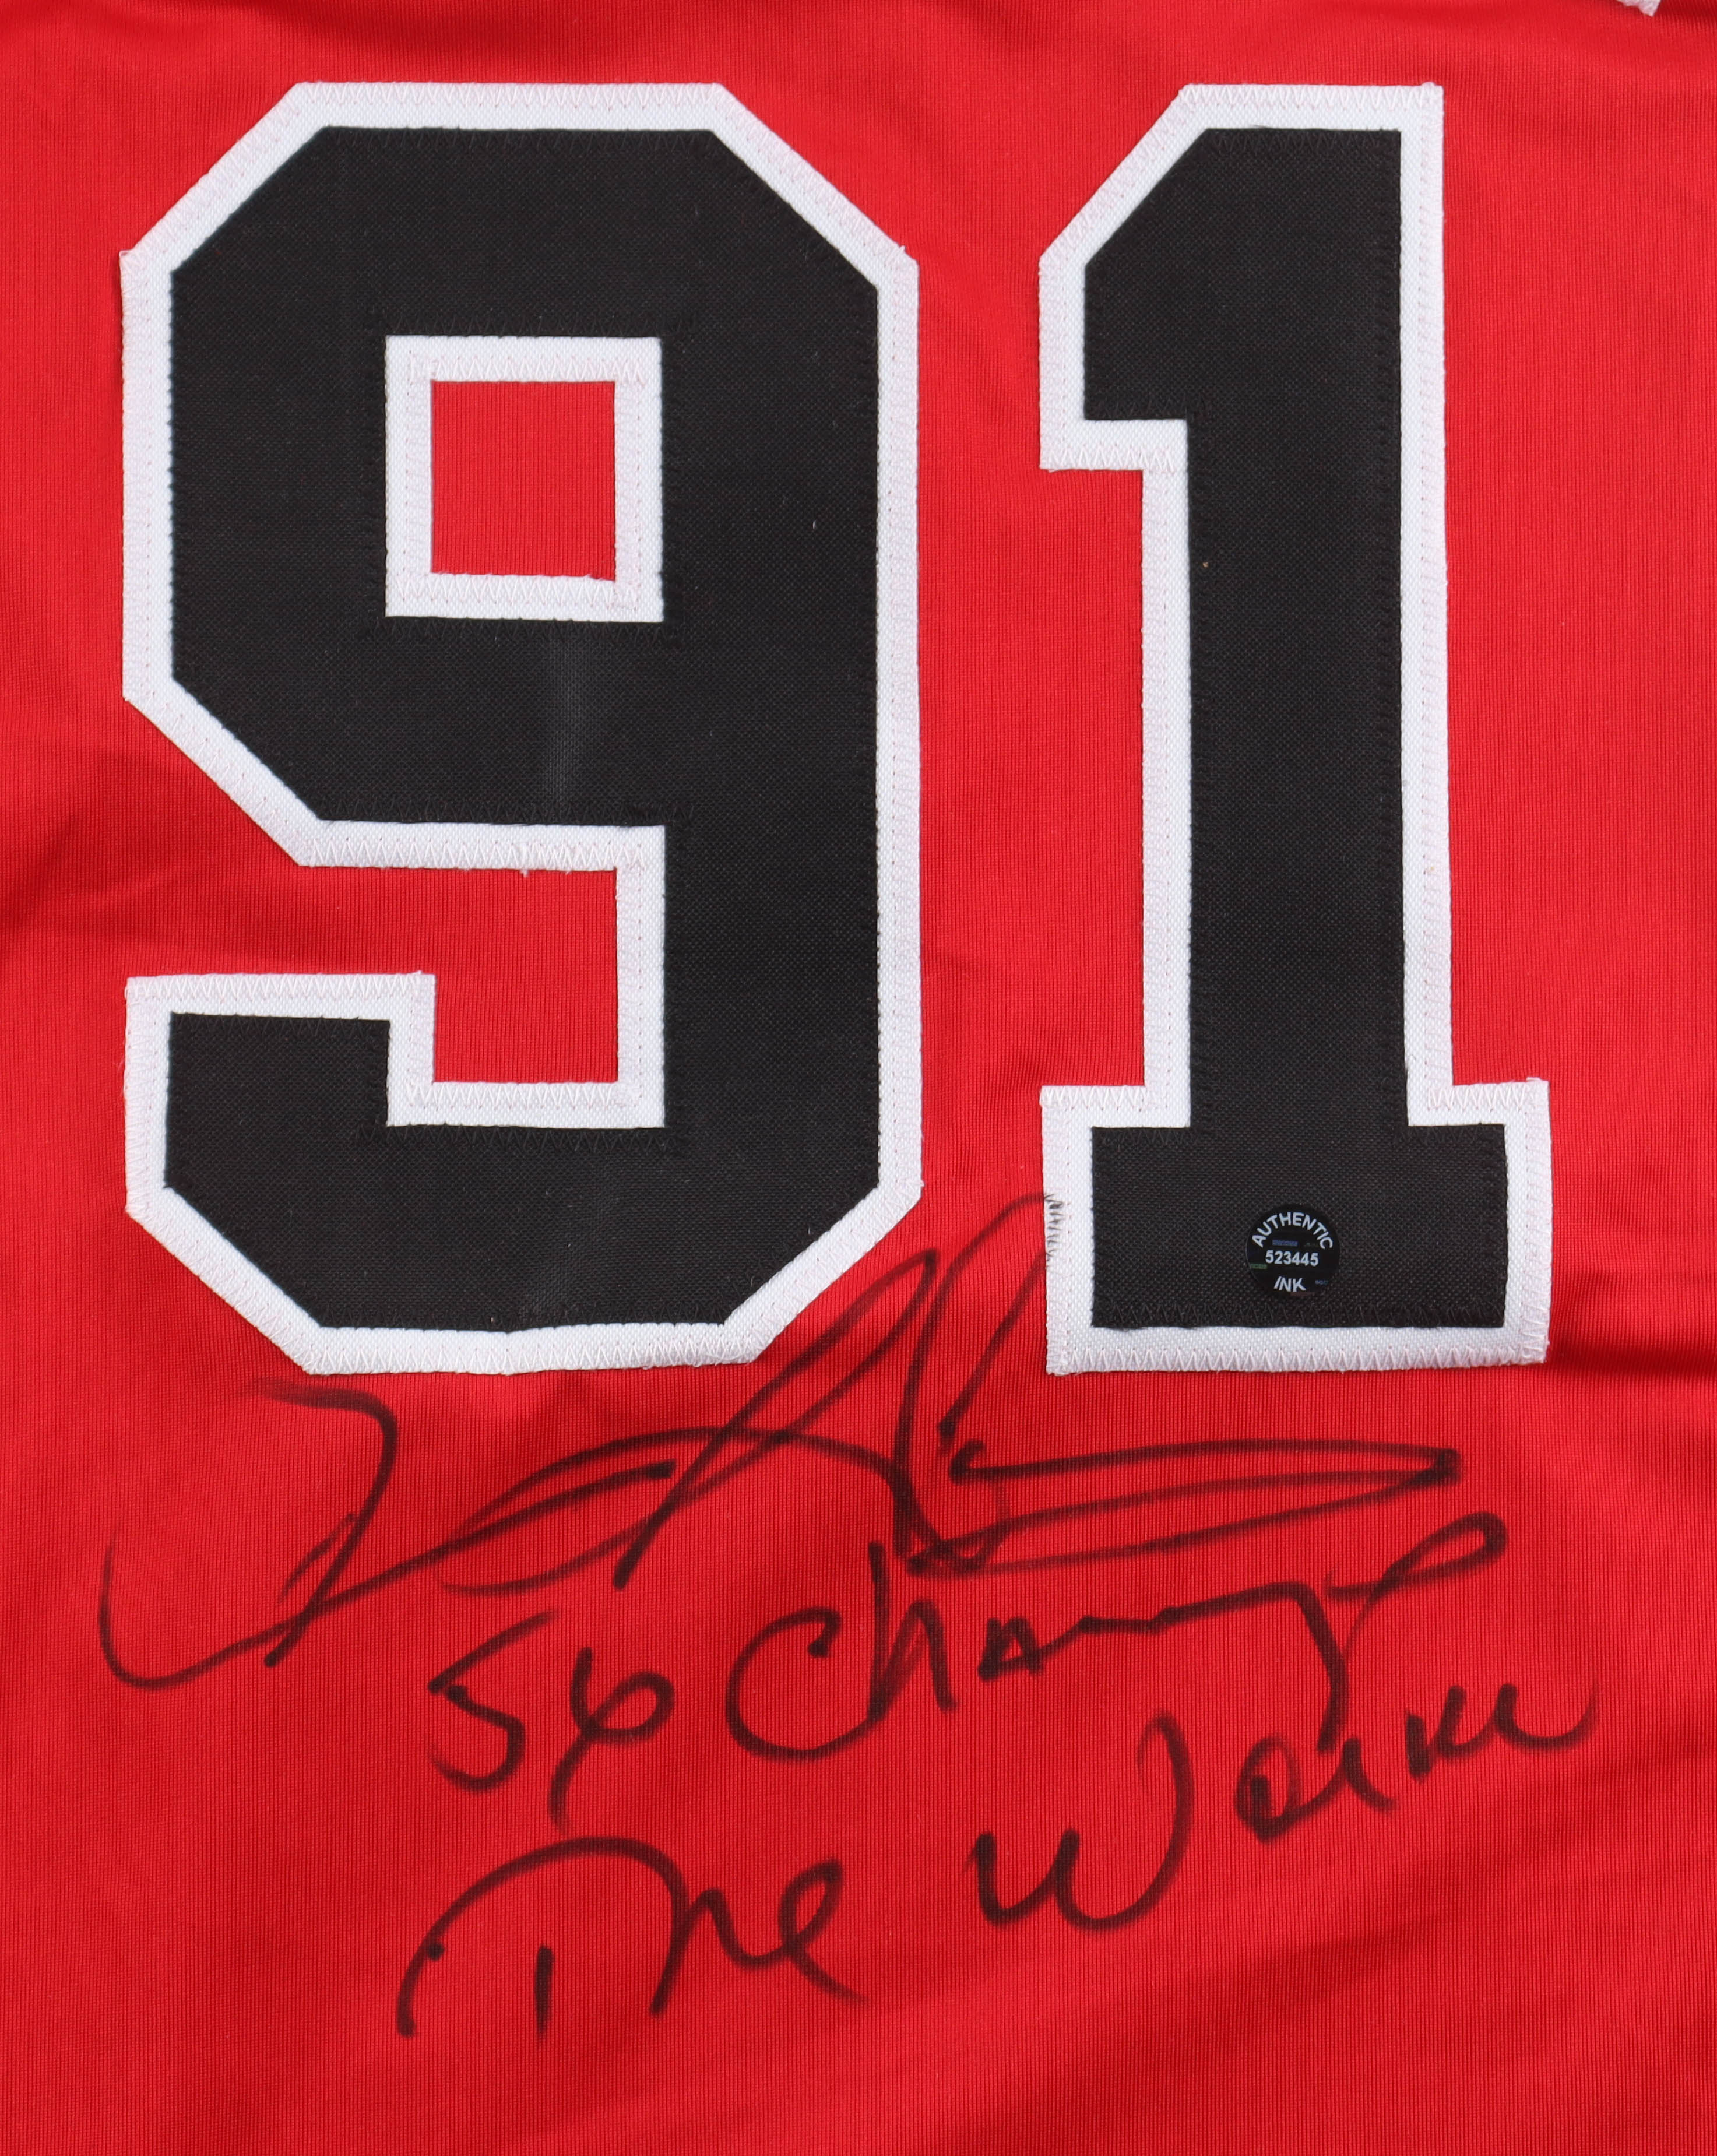 91
AUTHENTIC
523445
INK
5x Champ
The Worm